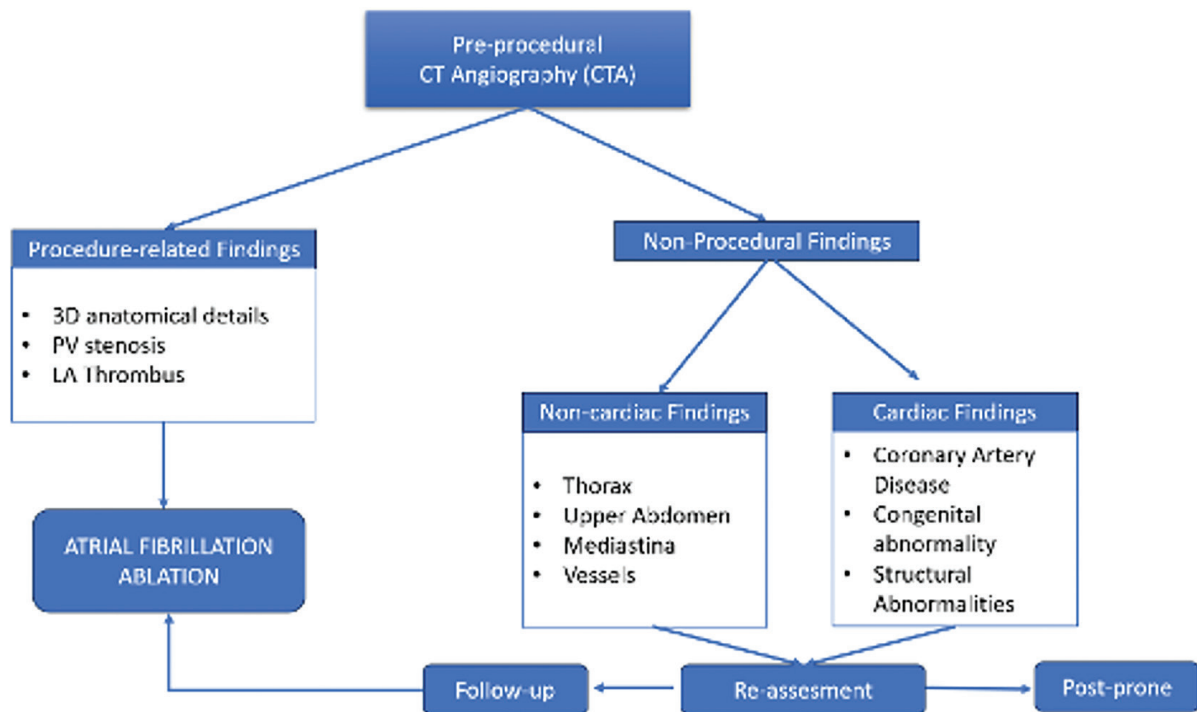 Pre-procedural
CT Angiography (CTA)
Procedure-related Findings
• 3D anatomical details
• PV stenosis
• LA Thrombus
ATRIAL FIBRILLATION
ABLATION
Non-Procedural Findings
Non-cardiac Findings
• Thorax
• Upper Abdomen
• Mediastina
• Vessels
Cardiac Findings
• Coronary Artery
Disease
• Congenital
abnormality
• Structural
Abnormalities
Follow-up
Re-assesment
Post-prone